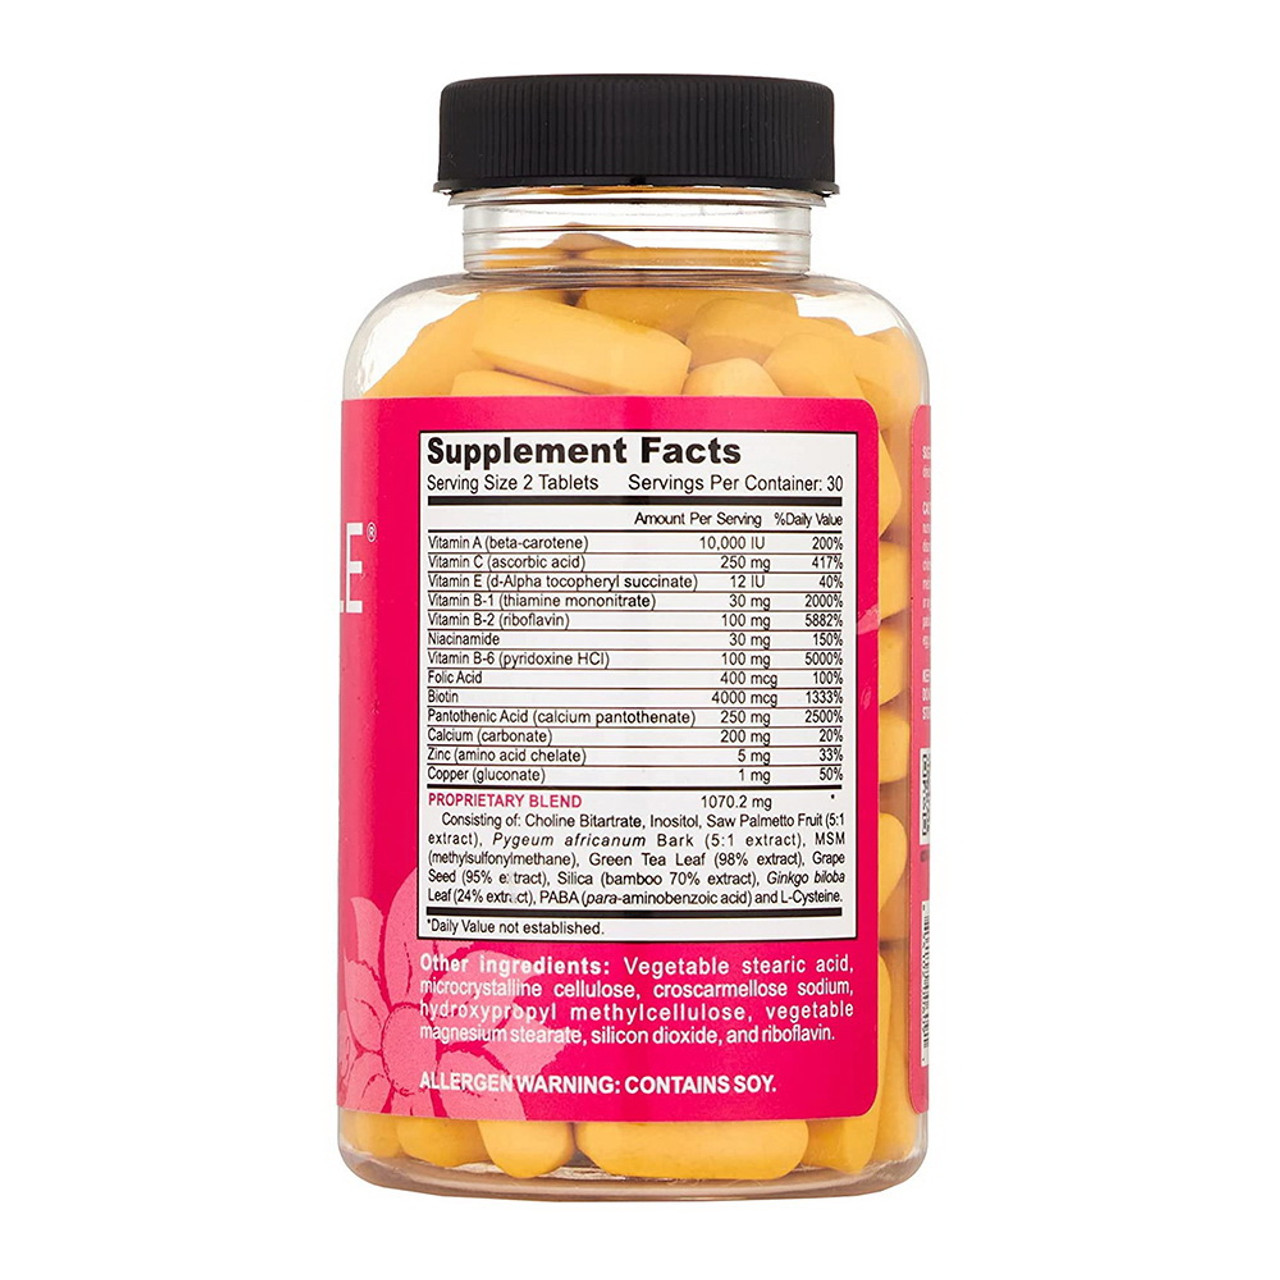 LE®
Supplement Facts
Serving Size 2 Tablets Servings Per Container: 30
Amount Per Serving %Daily Value
Vitamin A (beta-carotene) 10,000 IU 200%
Vitamin C (ascorbic acid) 250 mg 417%
Vitamin E (d-Alpha tocopheryl succinate) 12 IU 40%
Vitamin B-1 (thiamine mononitrate) 30 mg 2000%
Vitamin B-2 (riboflavin) 100 mg 5882%
Niacinamide 30 mg 150%
Vitamin B-6 (pyridoxine HCl) 100 mg 5000%
Folic Acid 400 mcg 100%
Biotin 4000 mcg 1333%
Pantothenic Acid (calcium pantothenate) 250 mg 2500%
Calcium (carbonate) 200 mg 20%
Zinc (amino acid chelate) 5 mg 33%
Copper (gluconate) 1 mg 50%
PROPRIETARY BLEND 1070.2 mg *
Consisting of: Choline Bitartrate, Inositol, Saw Palmetto Fruit (5:1
extract), Pygeum africanum Bark (5:1 extract), MSM
(methylsulfonylmethane), Green Tea Leaf (98% extract), Grape
Seed (95% extract), Silica (bamboo 70% extract), Ginkgo biloba
Leaf (24% extract), PABA (para-aminobenzoic acid) and L-Cysteine.
*Daily Value not established.
Other ingredients: Vegetable stearic acid,
microcrystalline cellulose, croscarmellose sodium,
hydroxypropyl methylcellulose, vegetable
magnesium stearate, silicon dioxide, and riboflavin.
ALLERGEN WARNING: CONTAINS SOY.